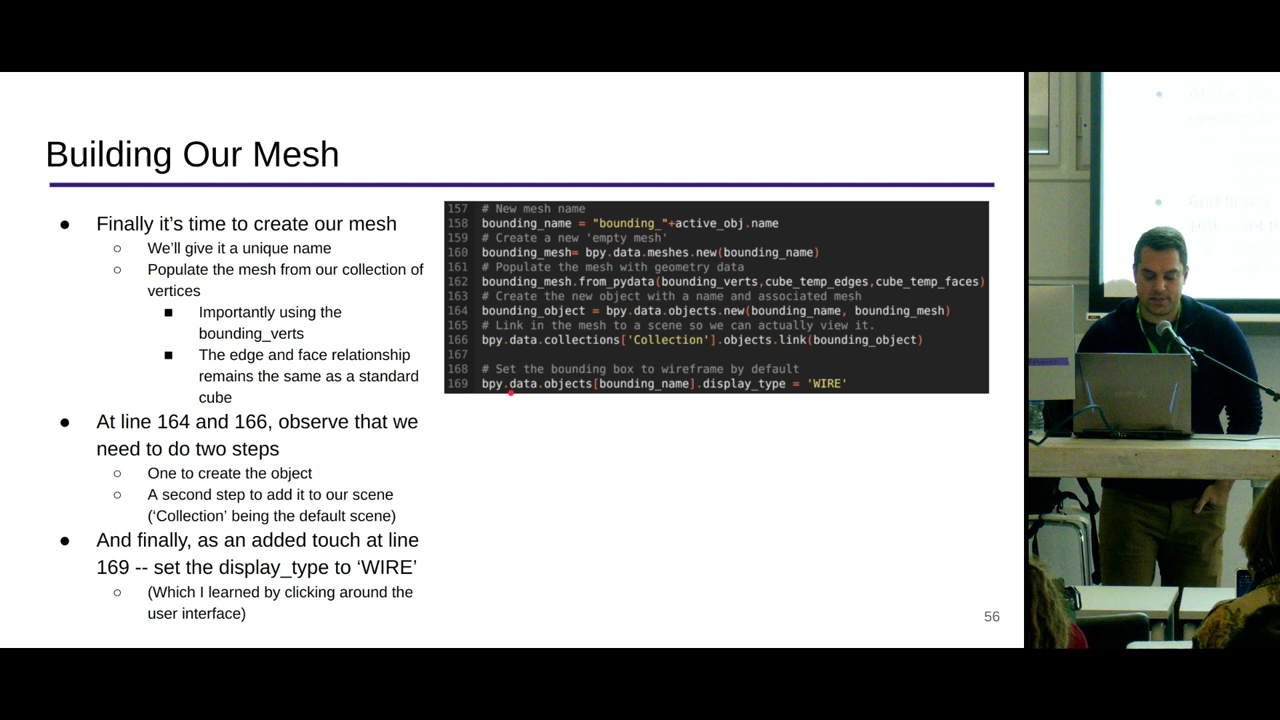 Building Our Mesh
● Finally it’s time to create our mesh
○ We’ll give it a unique name
○ Populate the mesh from our collection of
vertices
■ Importantly using the
bounding_verts
■ The edge and face relationship
remains the same as a standard
cube
● At line 164 and 166, observe that we
need to do two steps
○ One to create the object
○ A second step to add it to our scene
(‘Collection’ being the default scene)
● And finally, as an added touch at line
169 -- set the display_type to ‘WIRE’
○ (Which I learned by clicking around the
user interface)
157 # New mesh name
158 bounding_name = "bounding_"+active_obj.name
159 # Create a new 'empty mesh'
160 bounding_mesh= bpy.data.meshes.new(bounding_name)
161 # Populate the mesh with geometry data
162 bounding_mesh.from_pydata(bounding_verts,cube_temp_edges,cube_temp_faces)
163 # Create the new object with a name and associated mesh
164 bounding_object = bpy.data.objects.new(bounding_name, bounding_mesh)
165 # Link in the mesh to a scene so we can actually view it.
166 bpy.data.collections['Collection'].objects.link(bounding_object)
167
168 # Set the bounding box to wireframe by default
169 bpy.data.objects[bounding_name].display_type = 'WIRE'
56